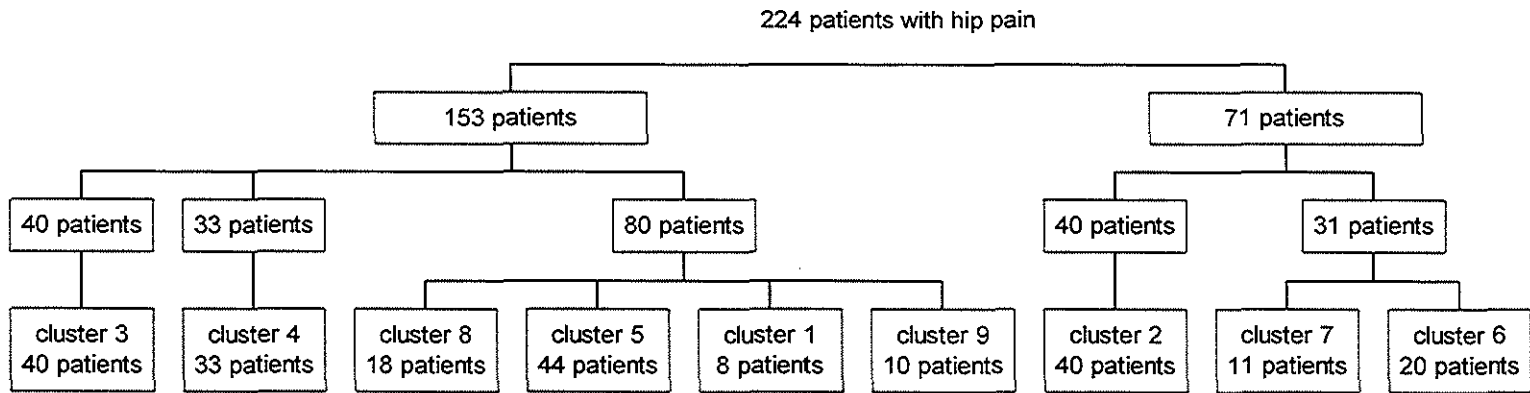 224 patients with hip pain
153 patients
71 patients
40 patients
33 patients
80 patients
40 patients
31 patients
cluster 3
40 patients
cluster 4
33 patients
cluster 8
18 patients
cluster 5
44 patients
cluster 1
8 patients
cluster 9
10 patients
cluster 2
40 patients
cluster 7
11 patients
cluster 6
20 patients